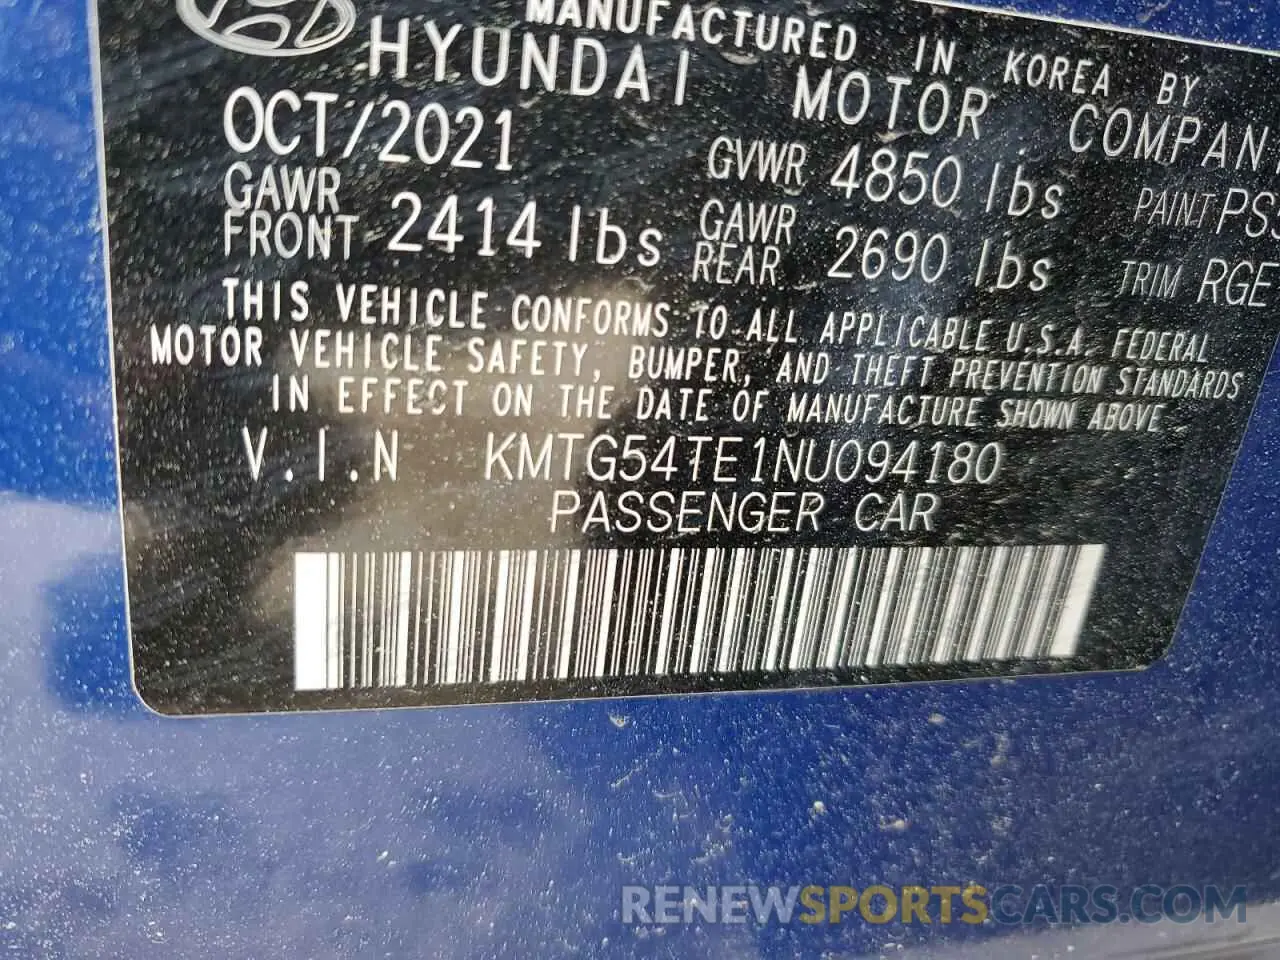 MANUFACTURED IN KOREA BY
HYUNDAI MOTOR COMPANY
OCT/2021 GVWR 4850 lbs PAINT
GAWR FRONT 2414 lbs GAWR REAR 2690 lbs TRIM RGE
THIS VEHICLE CONFORMS TO ALL APPLICABLE U.S.A. FEDERAL
MOTOR VEHICLE SAFETY, BUMPER, AND THEFT PREVENTION STANDARDS
IN EFFECT ON THE DATE OF MANUFACTURE SHOWN ABOVE
V.I.N KMTG54TE1NU094180
PASSENGER CAR
RENEWSPORTSCARS.COM